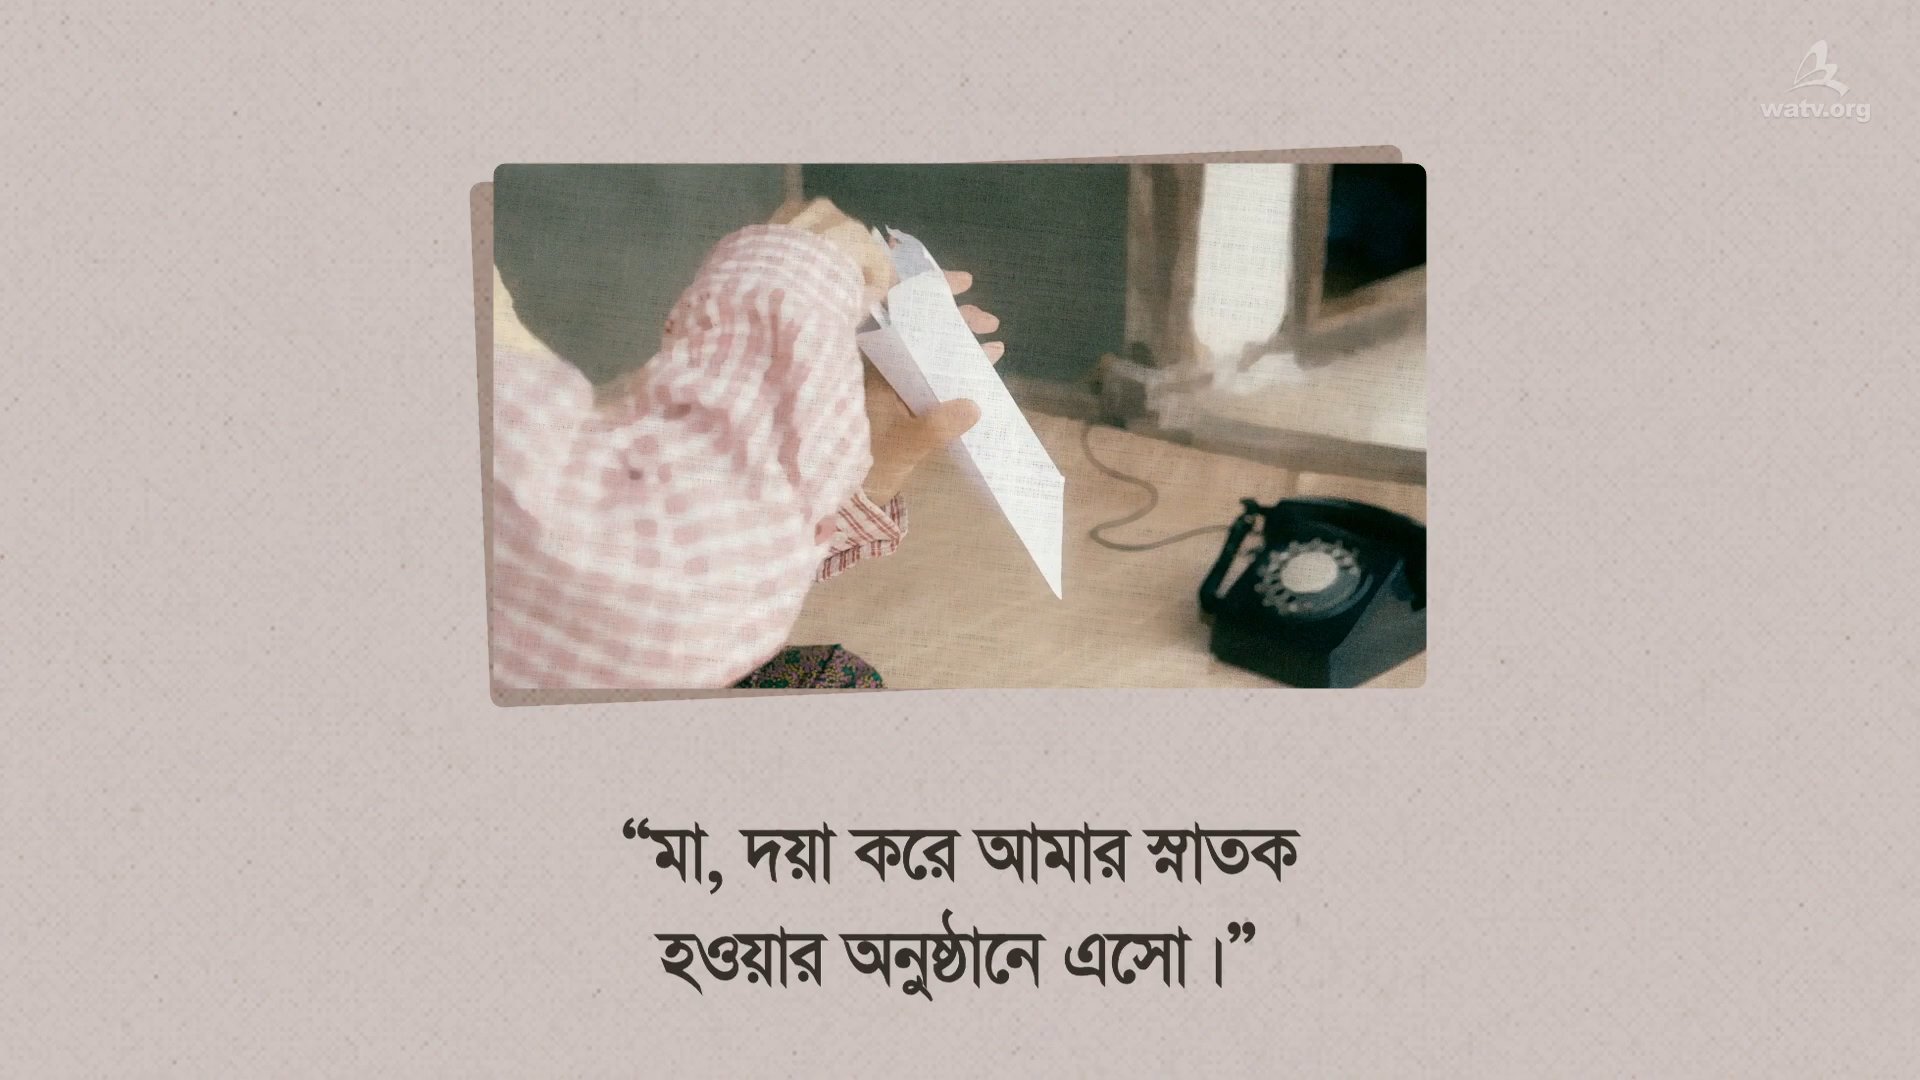 watv.org
“মা, দয়া করে আমার স্নাতক
হওয়ার অনুষ্ঠানে এসো।”